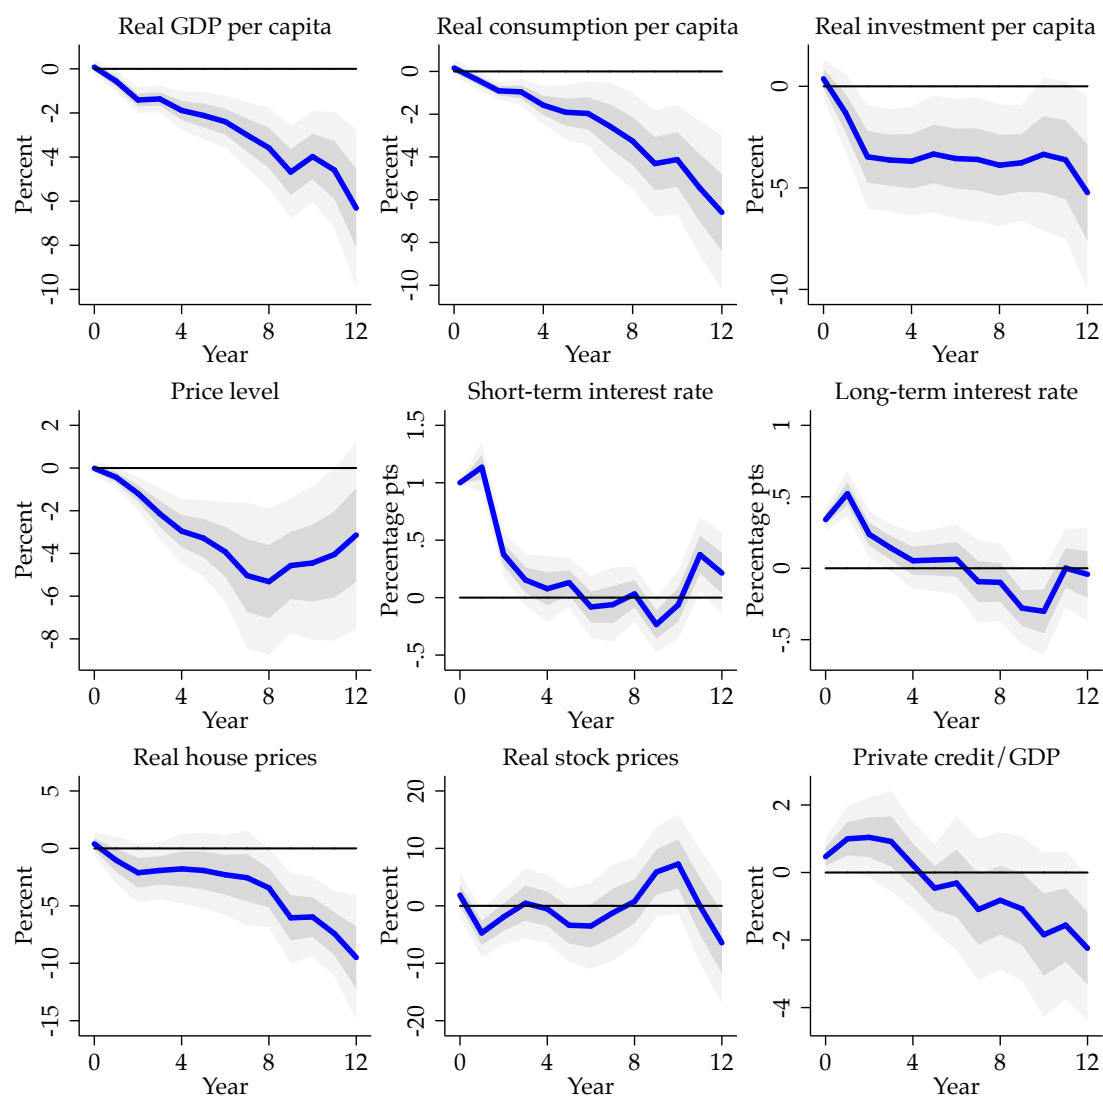 Real GDP per capita
Percent
0
-2
-4
-6
-8
-10
0 4 8 12
Year
Real consumption per capita
Percent
0
-2
-4
-6
-8
-10
0 4 8 12
Year
Real investment per capita
Percent
0
-5
-10
0 4 8 12
Year
Price level
Percent
2
0
-2
-4
-6
-8
0 4 8 12
Year
Short-term interest rate
Percentage pts
1.5
1
.5
0
-.5
0 4 8 12
Year
Long-term interest rate
Percentage pts
1
.5
0
-.5
0 4 8 12
Year
Real house prices
Percent
5
0
-5
-10
-15
0 4 8 12
Year
Real stock prices
Percent
20
10
0
-10
-20
0 4 8 12
Year
Private credit/GDP
Percent
2
0
-2
-4
0 4 8 12
Year